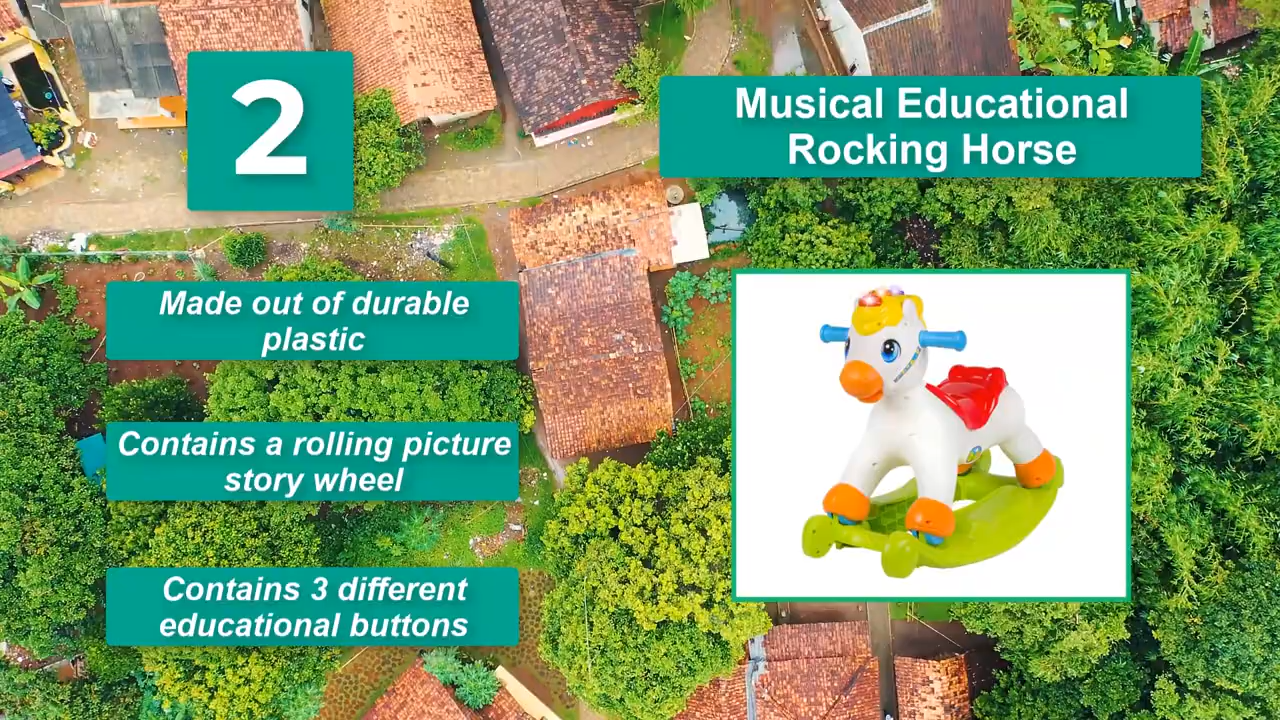 2
Musical Educational
Rocking Horse
Made out of durable
plastic
Contains a rolling picture
story wheel
Contains 3 different
educational buttons